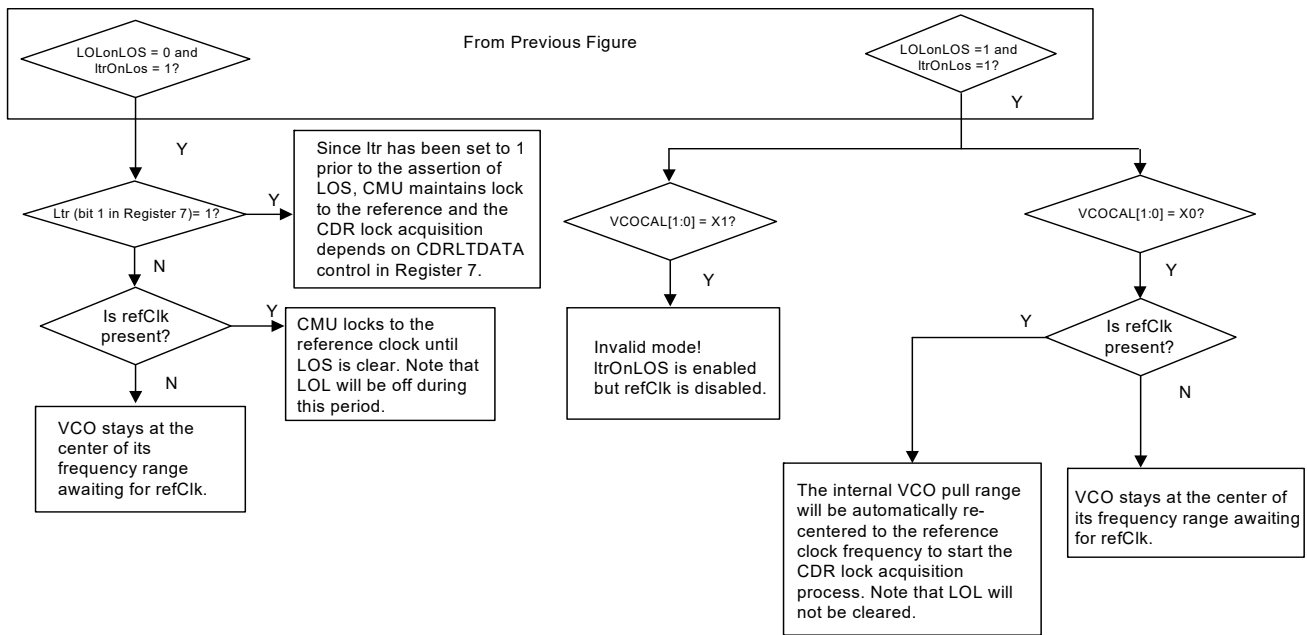 From Previous Figure
LOLonLOS = 0 and
ltrOnLos = 1?
LOLonLOS =1 and
ltrOnLos =1?
Y
Y
Since ltr has been set to 1
prior to the assertion of
LOS, CMU maintains lock
to the reference and the
CDR lock acquisition
depends on CDRLTDATA
control in Register 7.
Ltr (bit 1 in Register 7)= 1?
Y
N
Is refClk
present?
Y
CMU locks to the
reference clock until
LOS is clear. Note that
LOL will be off during
this period.
N
VCO stays at the
center of its
frequency range
awaiting for refClk.
VCOCAL[1:0] = X1?
Y
Invalid mode!
ltrOnLOS is enabled
but refClk is disabled.
VCOCAL[1:0] = X0?
Y
Is refClk
present?
Y
N
The internal VCO pull range
will be automatically re-
centered to the reference
clock frequency to start the
CDR lock acquisition
process. Note that LOL will
not be cleared.
VCO stays at the center of
its frequency range awaiting
for refClk.